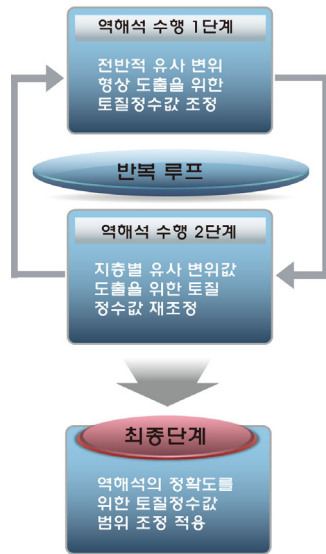 역해석 수행 1단계
전반적 유사 변위
형상 도출을 위한
토질정수값 조정
반복 루프
역해석 수행 2단계
지층별 유사 변위값
도출을 위한 토질
정수값 재조정
최종단계
역해석의 정확도를
위한 토질정수값
범위 조정 적용